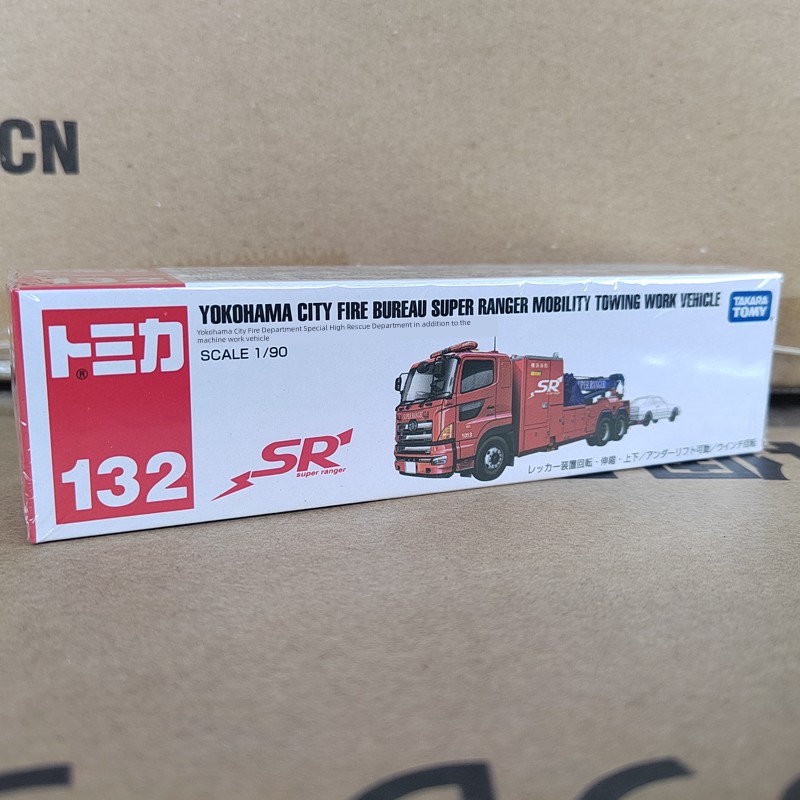 CN
トミカ
®
132
YOKOHAMA CITY FIRE BUREAU SUPER RANGER MOBILITY TOWING WORK VEHICLE
Yokohama City Fire Department Special High Rescue Department in addition to the
machine work vehicle
SCALE 1/90
TAKARA
TOMY
SR
super ranger
SR
SUPER RANGER
レッカー装置回転・伸縮・上下/アンダーリフト可動/ウインチ回転